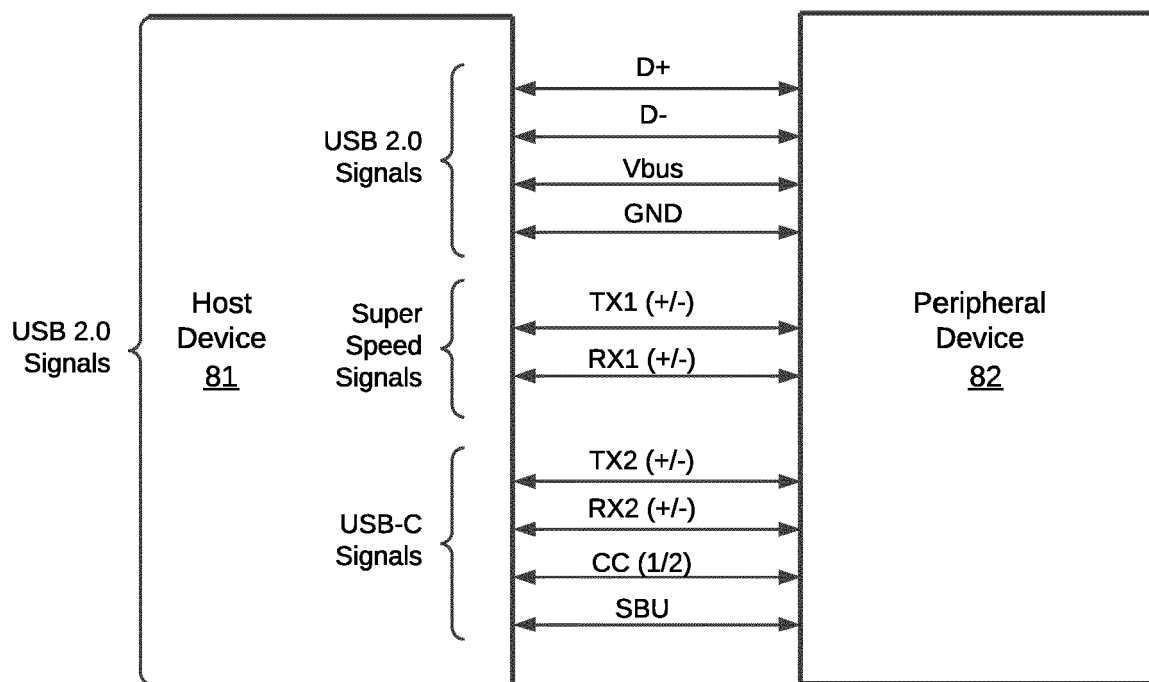 USB 2.0
Signals
Host
Device
81
USB 2.0
Signals
D+
D-
Vbus
GND
Super
Speed
Signals
TX1 (+/-)
RX1 (+/-)
USB-C
Signals
TX2 (+/-)
RX2 (+/-)
CC (1/2)
SBU
Peripheral
Device
82